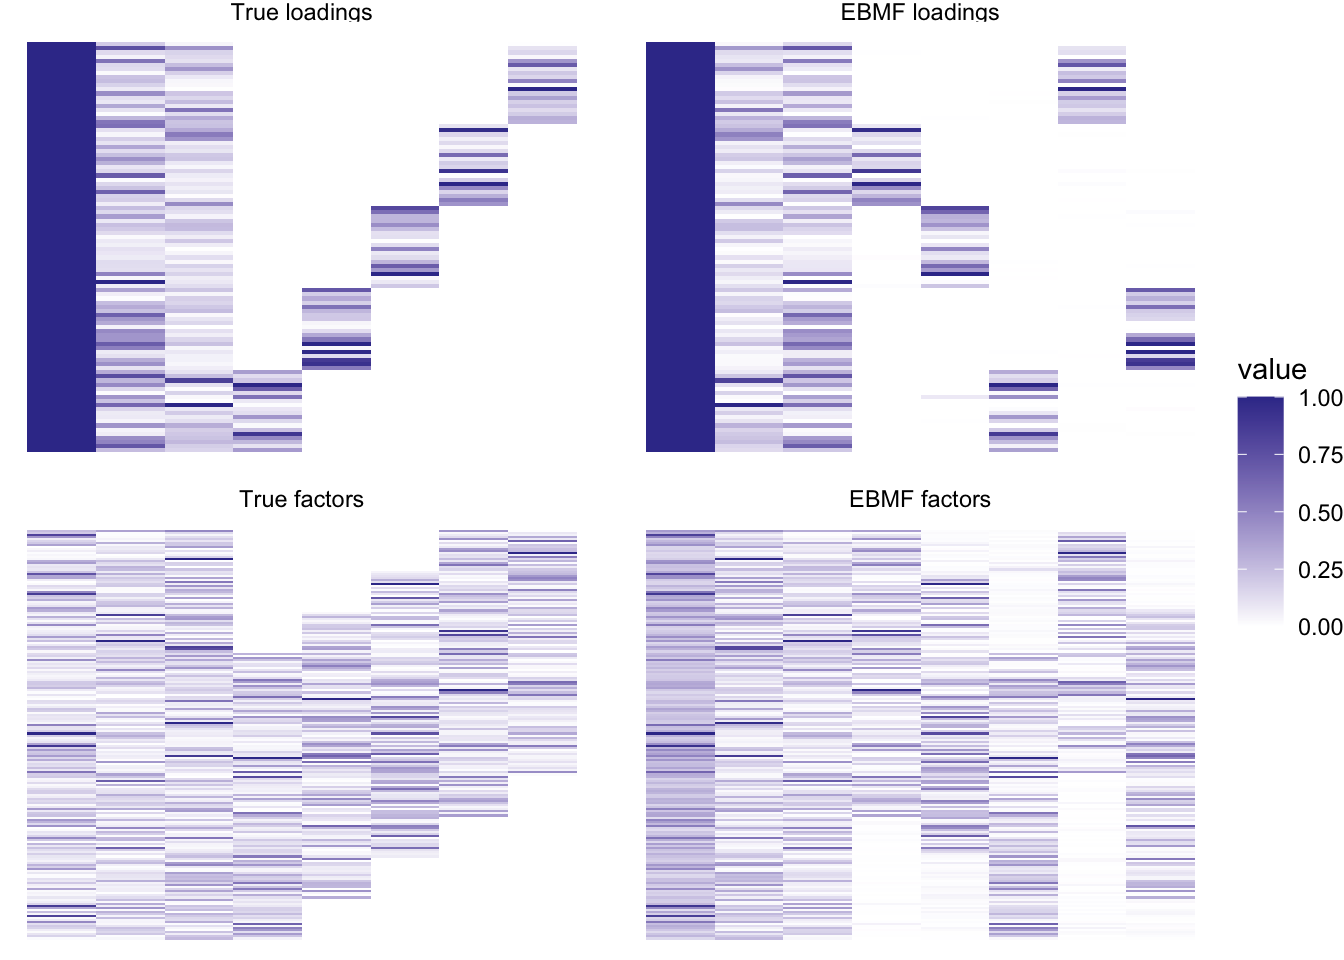 True loadings
EBMF loadings
value
1.00
0.75
0.50
0.25
0.00
True factors
EBMF factors